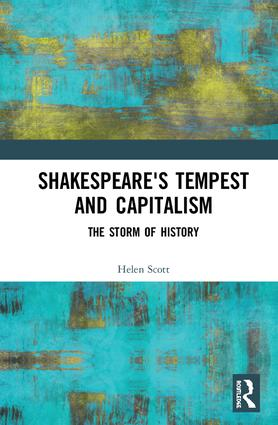 SHAKESPEARE'S TEMPEST
AND CAPITALISM
THE STORM OF HISTORY
Helen Scott
ROUTLEDGE